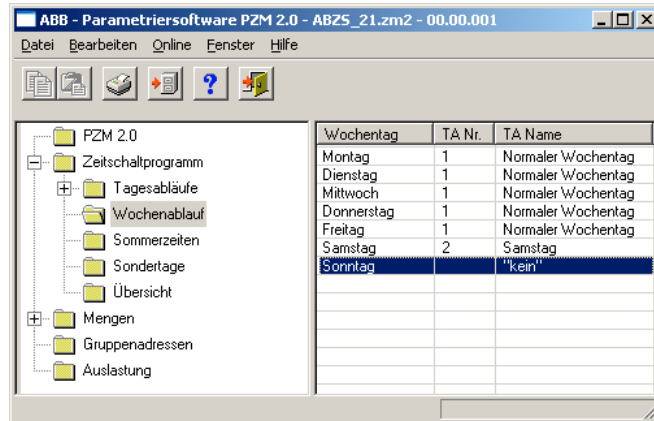 ABB - Parametriersoftware PZM 2.0 - ABZS_21.zm2 - 00.00.001
Datei Bearbeiten Online Fenster Hilfe
PZM 2.0
Zeitschaltprogramm
Tagesabläufe
Wochenablauf
Sommerzeiten
Sondertage
Übersicht
Mengen
Gruppenadressen
Auslastung
Wochentag TA Nr. TA Name
Montag 1 Normaler Wochentag
Dienstag 1 Normaler Wochentag
Mittwoch 1 Normaler Wochentag
Donnerstag 1 Normaler Wochentag
Freitag 1 Normaler Wochentag
Samstag 2 Samstag
Sonntag "kein"